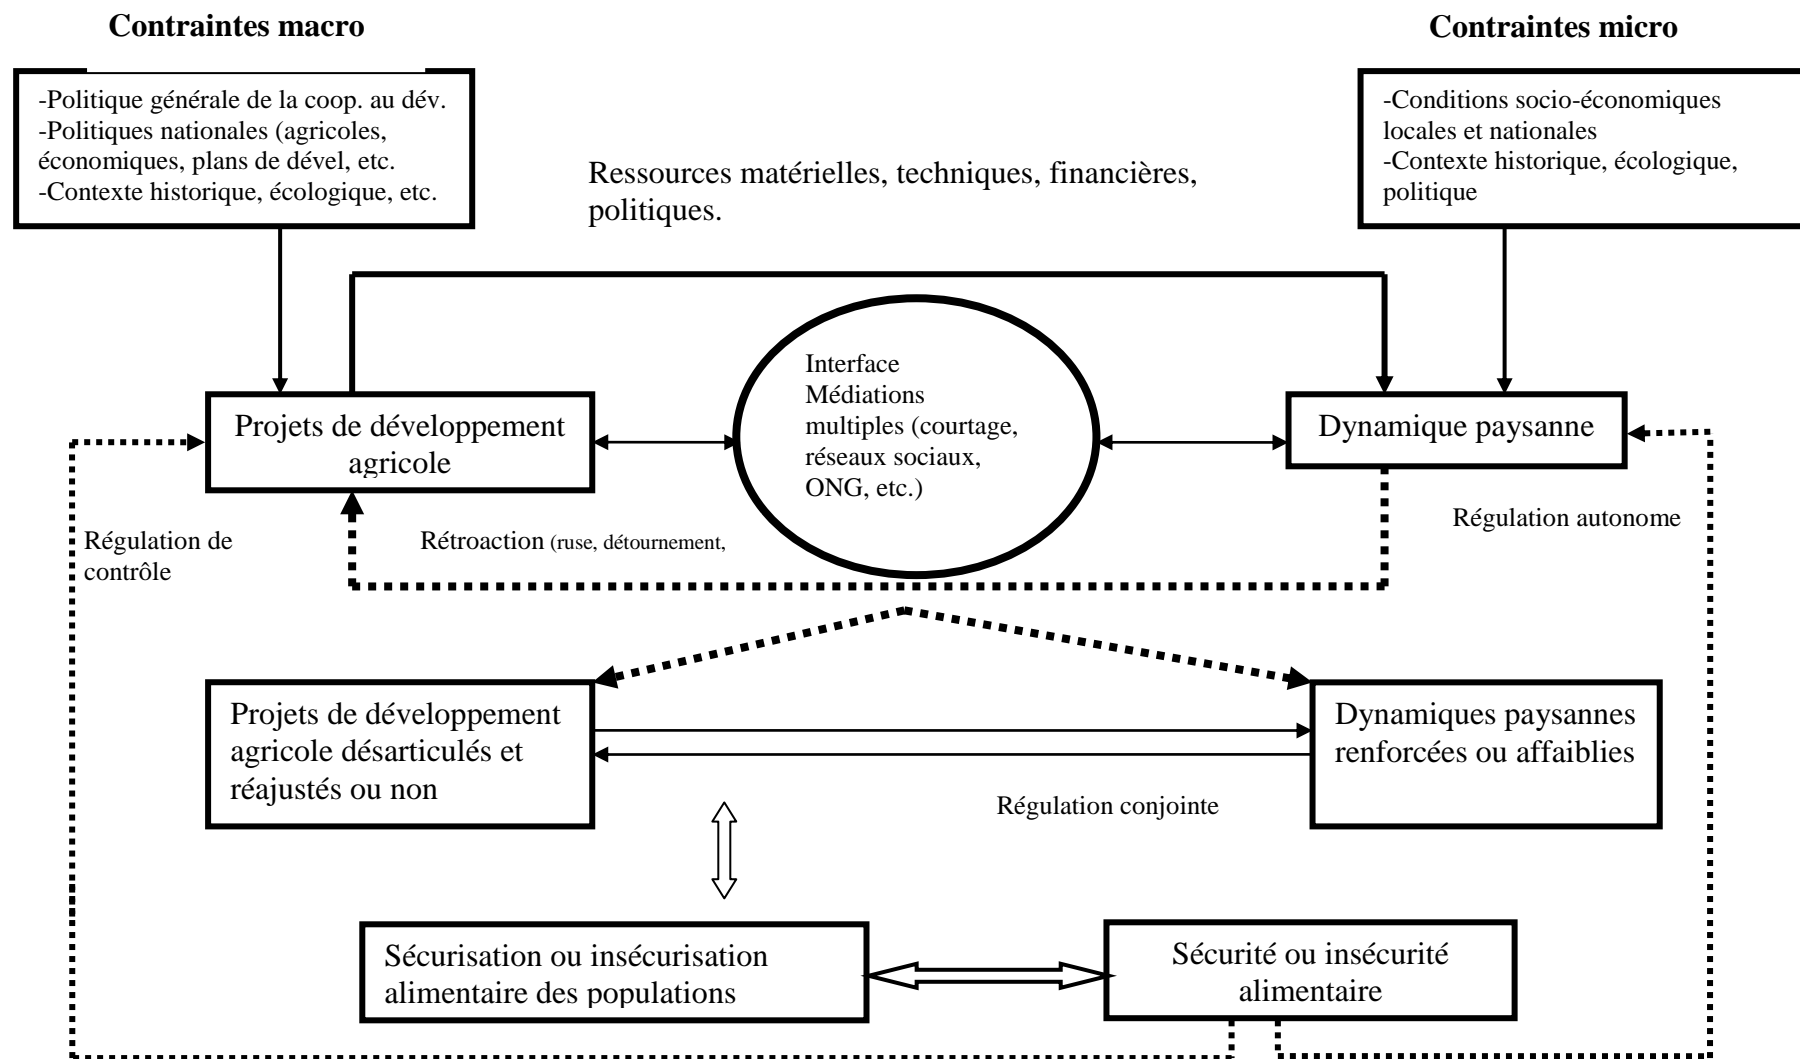 Contraintes macro
Contraintes micro
-Politique générale de la coop. au dév.
-Politiques nationales (agricoles,
économiques, plans de dével, etc.
-Contexte historique, écologique, etc.
-Conditions socio-économiques
locales et nationales
-Contexte historique, écologique,
politique
Ressources matérielles, techniques, financières,
politiques.
Projets de développement
agricole
Interface
Médiations
multiples (courtage,
réseaux sociaux,
ONG, etc.)
Dynamique paysanne
Régulation de
contrôle
Rétroaction (ruse, détournement,
Régulation autonome
Projets de développement
agricole désarticulés et
réajustés ou non
Dynamiques paysannes
renforcées ou affaiblies
Régulation conjointe
Sécurisation ou insécurisation
alimentaire des populations
Sécurité ou insécurité
alimentaire